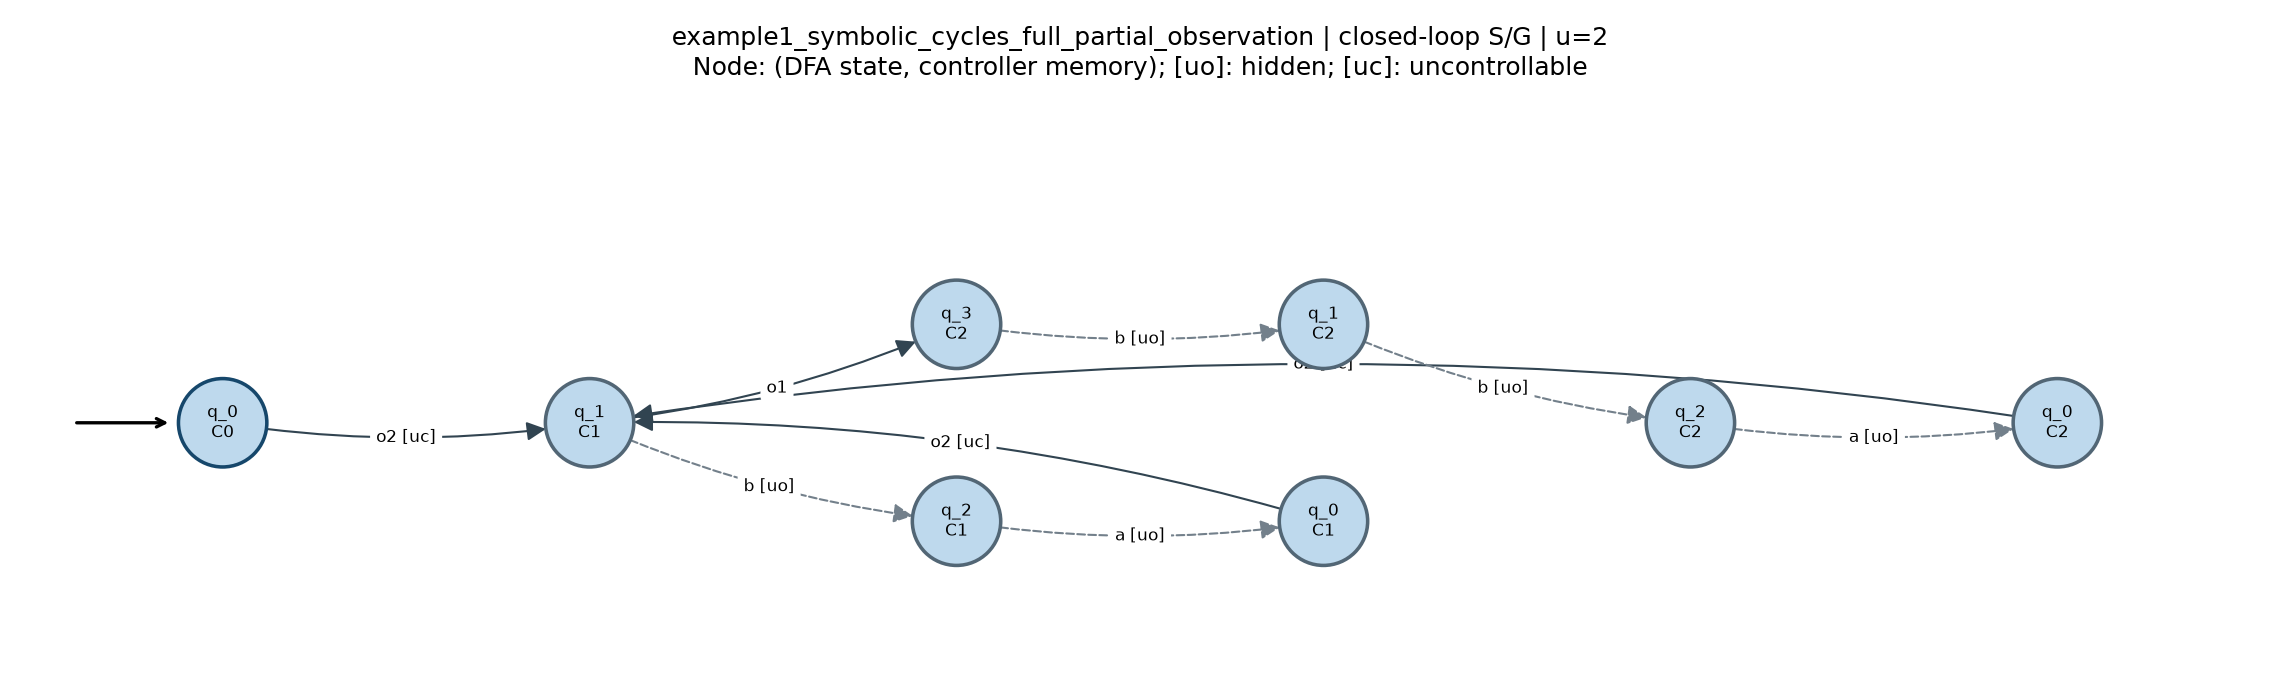 example1_symbolic_cycles_full_partial_observation | closed-loop S/G | u=2
Node: (DFA state, controller memory); [uo]: hidden; [uc]: uncontrollable
q_3
C2
b [uo]
q_1
C2
o1
b [uo]
q_0
C0
o2 [uc]
q_1
C1
o2 [uc]
q_2
C2
a [uo]
q_0
C2
b [uo]
q_2
C1
a [uo]
q_0
C1